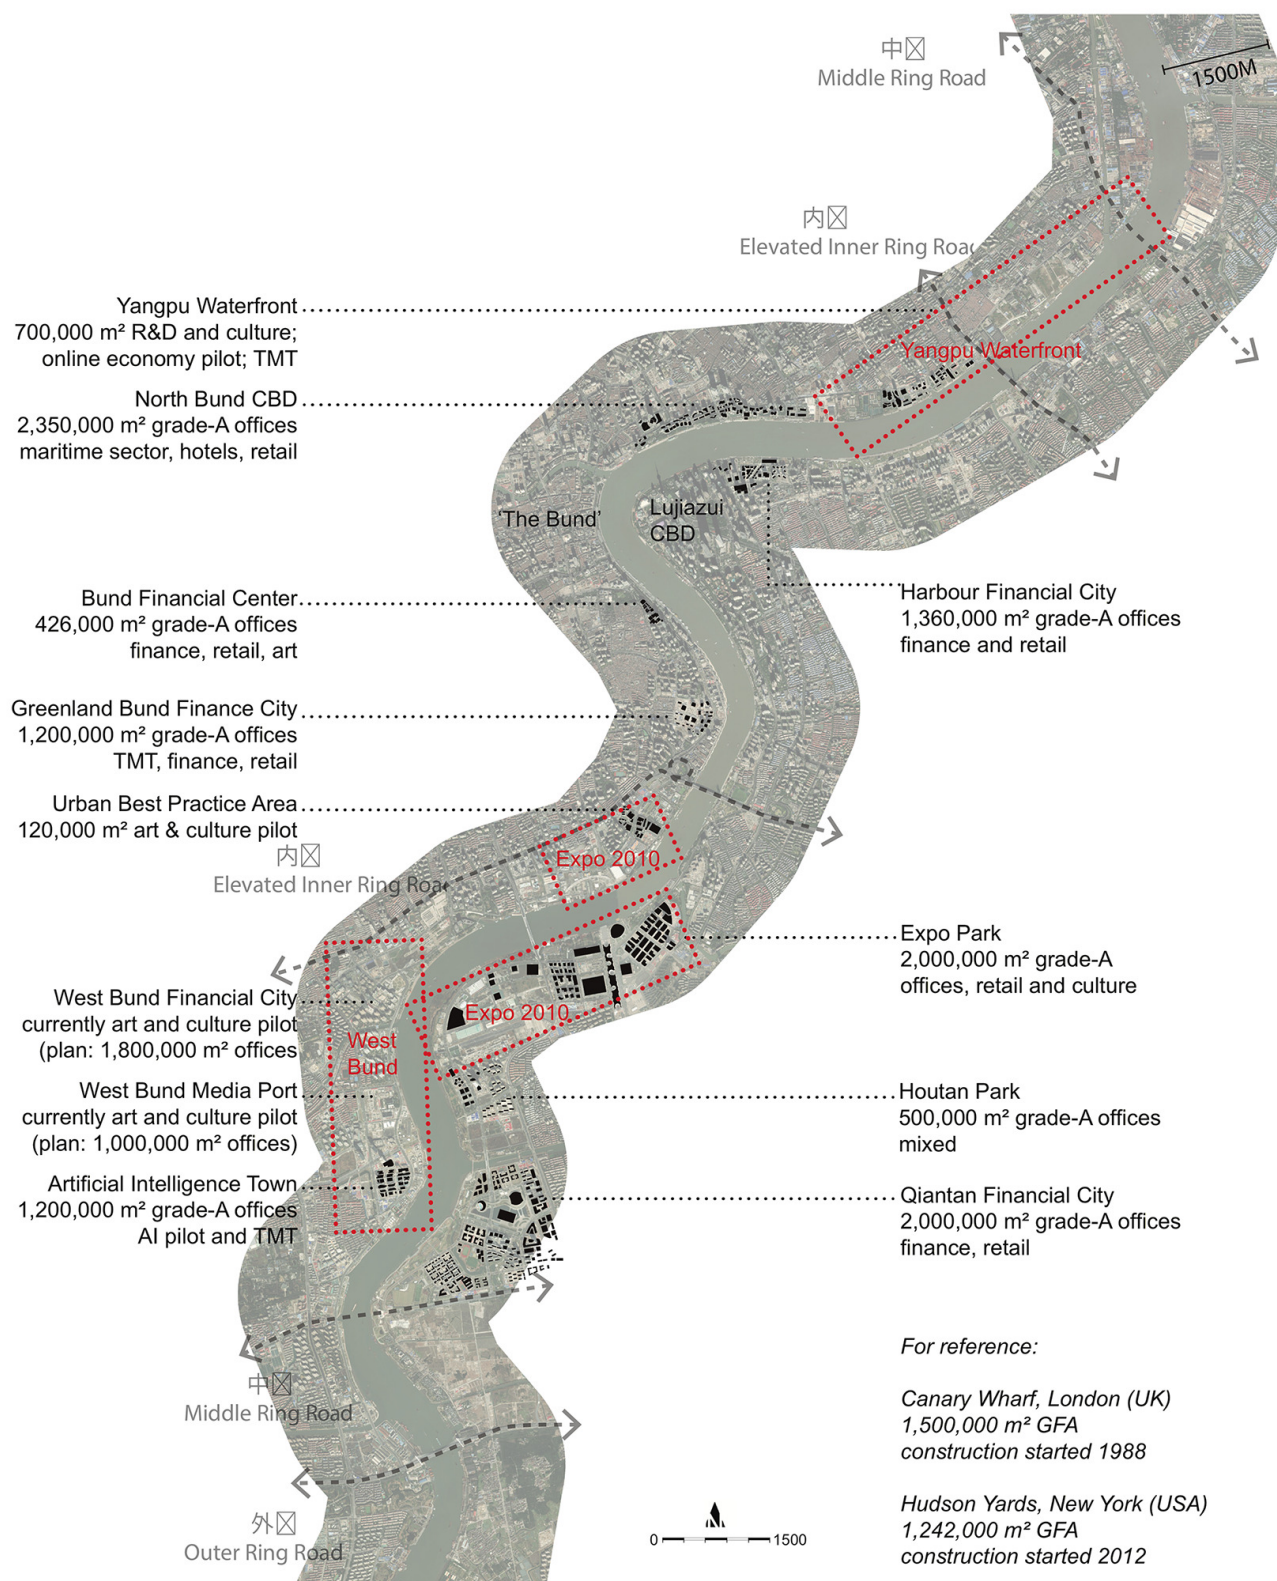 中☒
Middle Ring Road
1500M
内☒
Elevated Inner Ring Road
Yangpu Waterfront
700,000 m² R&D and culture;
online economy pilot; TMT
Yangpu Waterfront
North Bund CBD
2,350,000 m² grade-A offices
maritime sector, hotels, retail
'The Bund'
Lujiazui
CBD
Bund Financial Center
426,000 m² grade-A offices
finance, retail, art
Harbour Financial City
1,360,000 m² grade-A offices
finance and retail
Greenland Bund Finance City
1,200,000 m² grade-A offices
TMT, finance, retail
Urban Best Practice Area
120,000 m² art & culture pilot
内☒
Elevated Inner Ring Roa
Expo 2010
Expo Park
2,000,000 m² grade-A
offices, retail and culture
West Bund Financial City
currently art and culture pilot
(plan: 1,800,000 m² offices
Expo 2010
West
Bund
West Bund Media Port
currently art and culture pilot
(plan: 1,000,000 m² offices)
Houtan Park
500,000 m² grade-A offices
mixed
Artificial Intelligence Town
1,200,000 m² grade-A offices
AI pilot and TMT
Qiantan Financial City
2,000,000 m² grade-A offices
finance, retail
中☒
Middle Ring Road
For reference:
Canary Wharf, London (UK)
1,500,000 m² GFA
construction started 1988
Hudson Yards, New York (USA)
1,242,000 m² GFA
construction started 2012
外☒
Outer Ring Road
0 1500